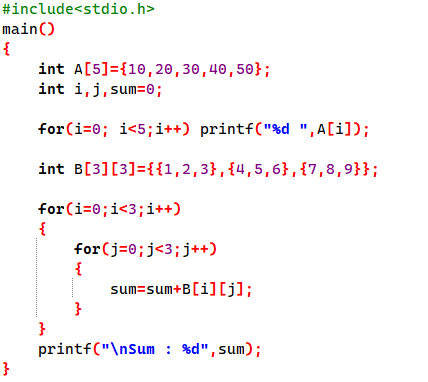 #include<stdio.h>
main()
{
    int A[5]={10,20,30,40,50};
    int i,j,sum=0;

    for(i=0; i<5;i++) printf("%d ",A[i]);

    int B[3][3]={{1,2,3},{4,5,6},{7,8,9}};

    for(i=0;i<3;i++)
    {
        for(j=0;j<3;j++)
        {
            sum=sum+B[i][j];
        }
    }
    printf("\nSum : %d",sum);
}